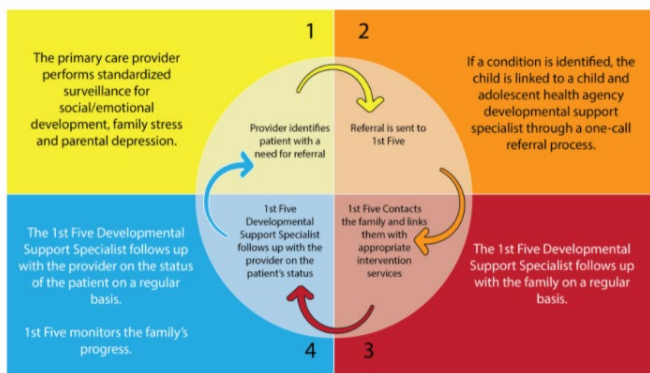 1
The primary care provider
performs standardized
surveillance for
social/emotional
development, family stress
and parental depression.
Provider identifies
patient with a
need for referral
2
If a condition is identified, the
child is linked to a child and
adolescent health agency
developmental support
specialist through a one-call
referral process.
Referral is sent to
1st Five
1st Five Contacts
the family and links
them with
appropriate
intervention
services
The 1st Five Developmental
Support Specialist follows up
with the family on a regular
basis.
3
1st Five
Developmental
Support Specialist
follows up with the
provider on the
patient's status
The 1st Five Developmental
Support Specialist follows up
with the provider on the status
of the patient on a regular
basis.
1st Five monitors the family's
progress.
4